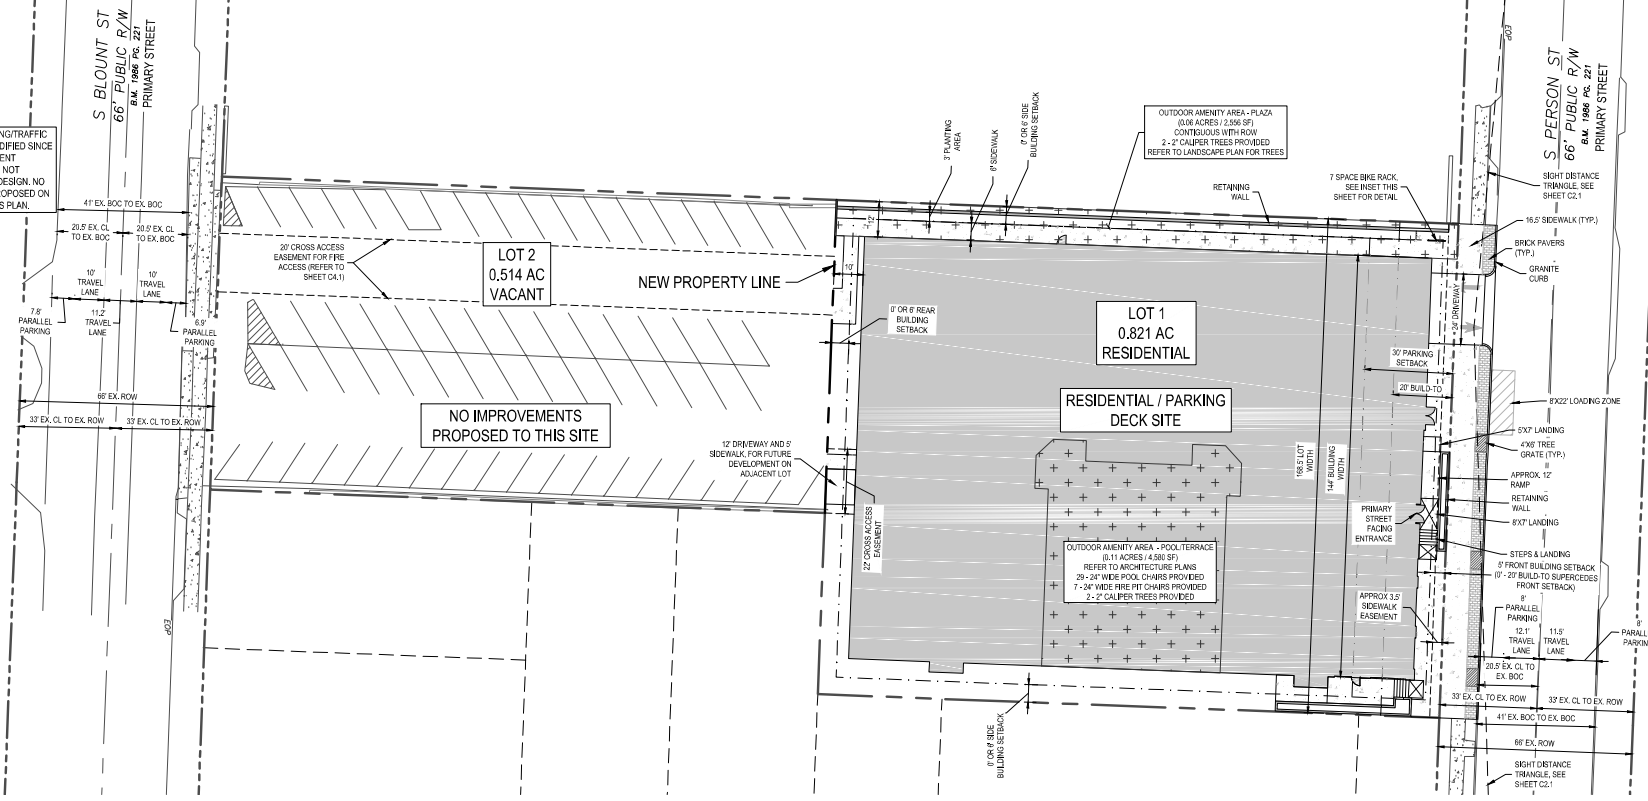 S BLOUNT ST
66' PUBLIC R/W
B.M. 1986 PG. 221
PRIMARY STREET
NG/TRAFFIC
DIFIED SINCE
ENT
NOT
DESIGN. NO
ROPOSED ON
S PLAN.
41' EX. BOC TO EX. BOC
20.5' EX. CL
TO EX. BOC
20.5' EX. CL
TO EX. BOC
10'
TRAVEL
LANE
10'
TRAVEL
LANE
7.8'
PARALLEL
PARKING
11.2'
TRAVEL
LANE
6.9'
PARALLEL
PARKING
66' EX. ROW
33' EX. CL TO EX. ROW
33' EX. CL TO EX. ROW
EOP
20' CROSS ACCESS
EASEMENT FOR FIRE
ACCESS (REFER TO
SHEET C4.1)
LOT 2
0.514 AC
VACANT
NEW PROPERTY LINE
NO IMPROVEMENTS
PROPOSED TO THIS SITE
12' DRIVEWAY AND 5'
SIDEWALK, FOR FUTURE
DEVELOPMENT ON
ADJACENT LOT
12'
10'
3' PLANTING
AREA
6' SIDEWALK
0' OR 6' SIDE
BUILDING SETBACK
OUTDOOR AMENITY AREA - PLAZA
(0.06 ACRES / 2,556 SF)
CONTIGUOUS WITH ROW
2 - 2" CALIPER TREES PROVIDED
REFER TO LANDSCAPE PLAN FOR TREES
RETAINING
WALL
7 SPACE BIKE RACK,
SEE INSET THIS
SHEET FOR DETAIL
0' OR 6' REAR
BUILDING
SETBACK
LOT 1
0.821 AC
RESIDENTIAL
RESIDENTIAL / PARKING
DECK SITE
30' PARKING
SETBACK
20' BUILD-TO
24' DRIVEWAY
168.5' LOT
WIDTH
144' BUILDING
WIDTH
22' CROSS ACCESS
EASEMENT
PRIMARY
STREET
FACING
ENTRANCE
OUTDOOR AMENITY AREA - POOL/TERRACE
(0.11 ACRES / 4,580 SF)
REFER TO ARCHITECTURE PLANS
29 - 24" WIDE POOL CHAIRS PROVIDED
7 - 24" WIDE FIRE PIT CHAIRS PROVIDED
2 - 2" CALIPER TREES PROVIDED
APPROX 3.5'
SIDEWALK
EASEMENT
0' OR 6' SIDE
BUILDING SETBACK
EOP
S PERSON ST
66' PUBLIC R/W
B.M. 1986 PG. 221
PRIMARY STREET
SIGHT DISTANCE
TRIANGLE, SEE
SHEET C2.1
16.5' SIDEWALK (TYP.)
BRICK PAVERS
(TYP.)
GRANITE
CURB
8'X22' LOADING ZONE
5'X7' LANDING
4'X6' TREE
GRATE (TYP.)
APPROX. 12'
RAMP
RETAINING
WALL
8'X7' LANDING
STEPS & LANDING
5' FRONT BUILDING SETBACK
(0' - 20' BUILD-TO SUPERCEDES
FRONT SETBACK)
8'
PARALLEL
PARKING
12.1'
TRAVEL
LANE
11.5'
TRAVEL
LANE
8'
PARALL
PARKIN
20.5' EX. CL TO
EX. BOC
33' EX. CL TO EX. ROW
33' EX. CL TO EX. ROW
41' EX. BOC TO EX. BOC
66' EX. ROW
SIGHT DISTANCE
TRIANGLE, SEE
SHEET C2.1